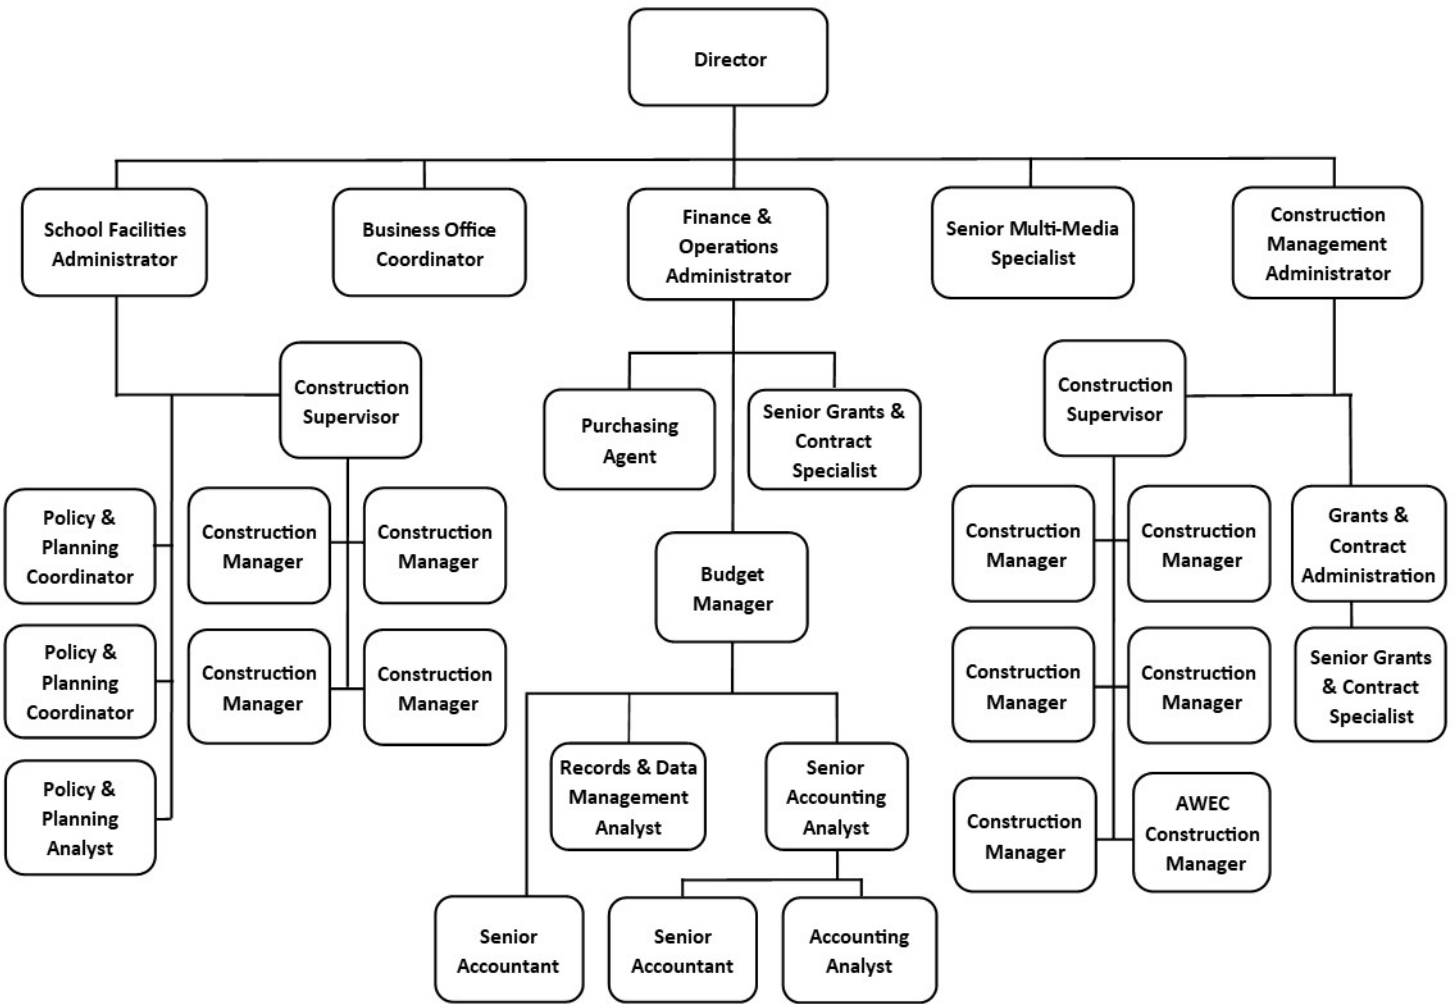 Director
School Facilities
Administrator
Business Office
Coordinator
Finance &
Operations
Administrator
Senior Multi-Media
Specialist
Construction
Management
Administrator
Construction
Supervisor
Purchasing
Agent
Senior Grants &
Contract
Specialist
Construction
Supervisor
Policy &
Planning
Coordinator
Construction
Manager
Construction
Manager
Budget
Manager
Construction
Manager
Construction
Manager
Grants &
Contract
Administration
Policy &
Planning
Coordinator
Construction
Manager
Construction
Manager
Construction
Manager
Construction
Manager
Senior Grants
& Contract
Specialist
Policy &
Planning
Analyst
Records & Data
Management
Analyst
Senior
Accounting
Analyst
Construction
Manager
AWEC
Construction
Manager
Senior
Accountant
Senior
Accountant
Accounting
Analyst